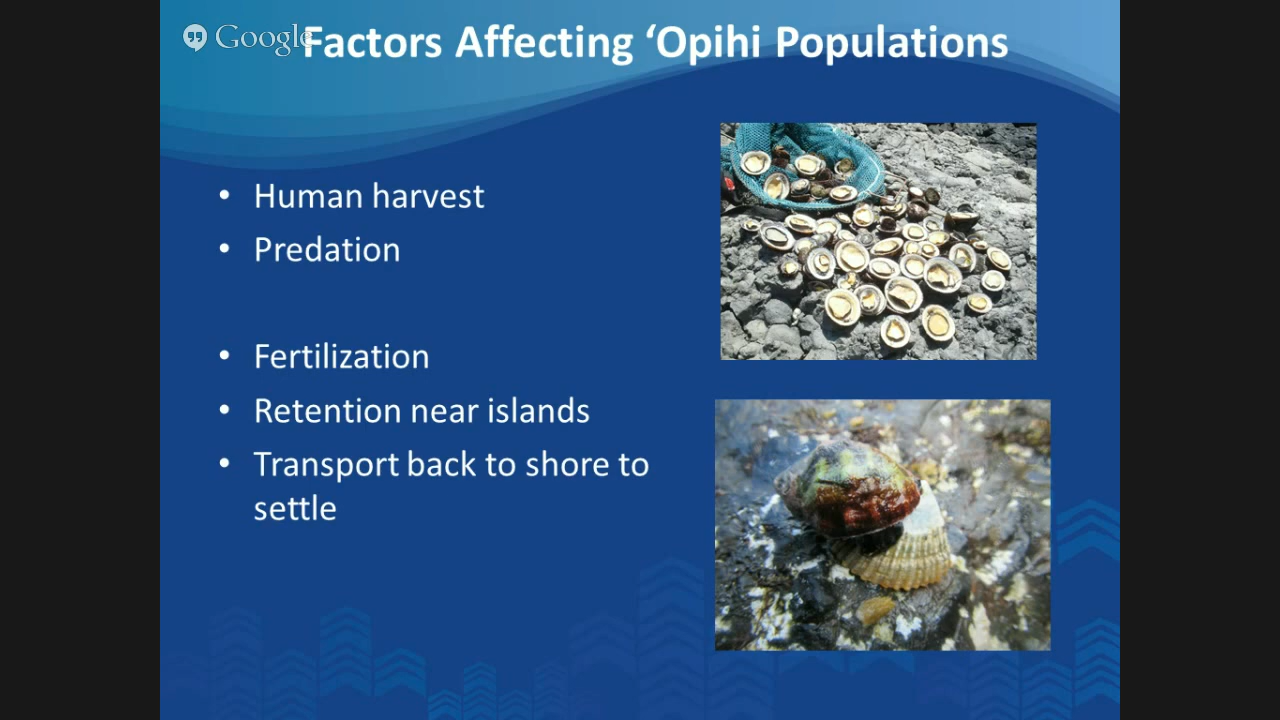 Google
Factors Affecting ‘Opihi Populations
• Human harvest
• Predation
• Fertilization
• Retention near islands
• Transport back to shore to
settle